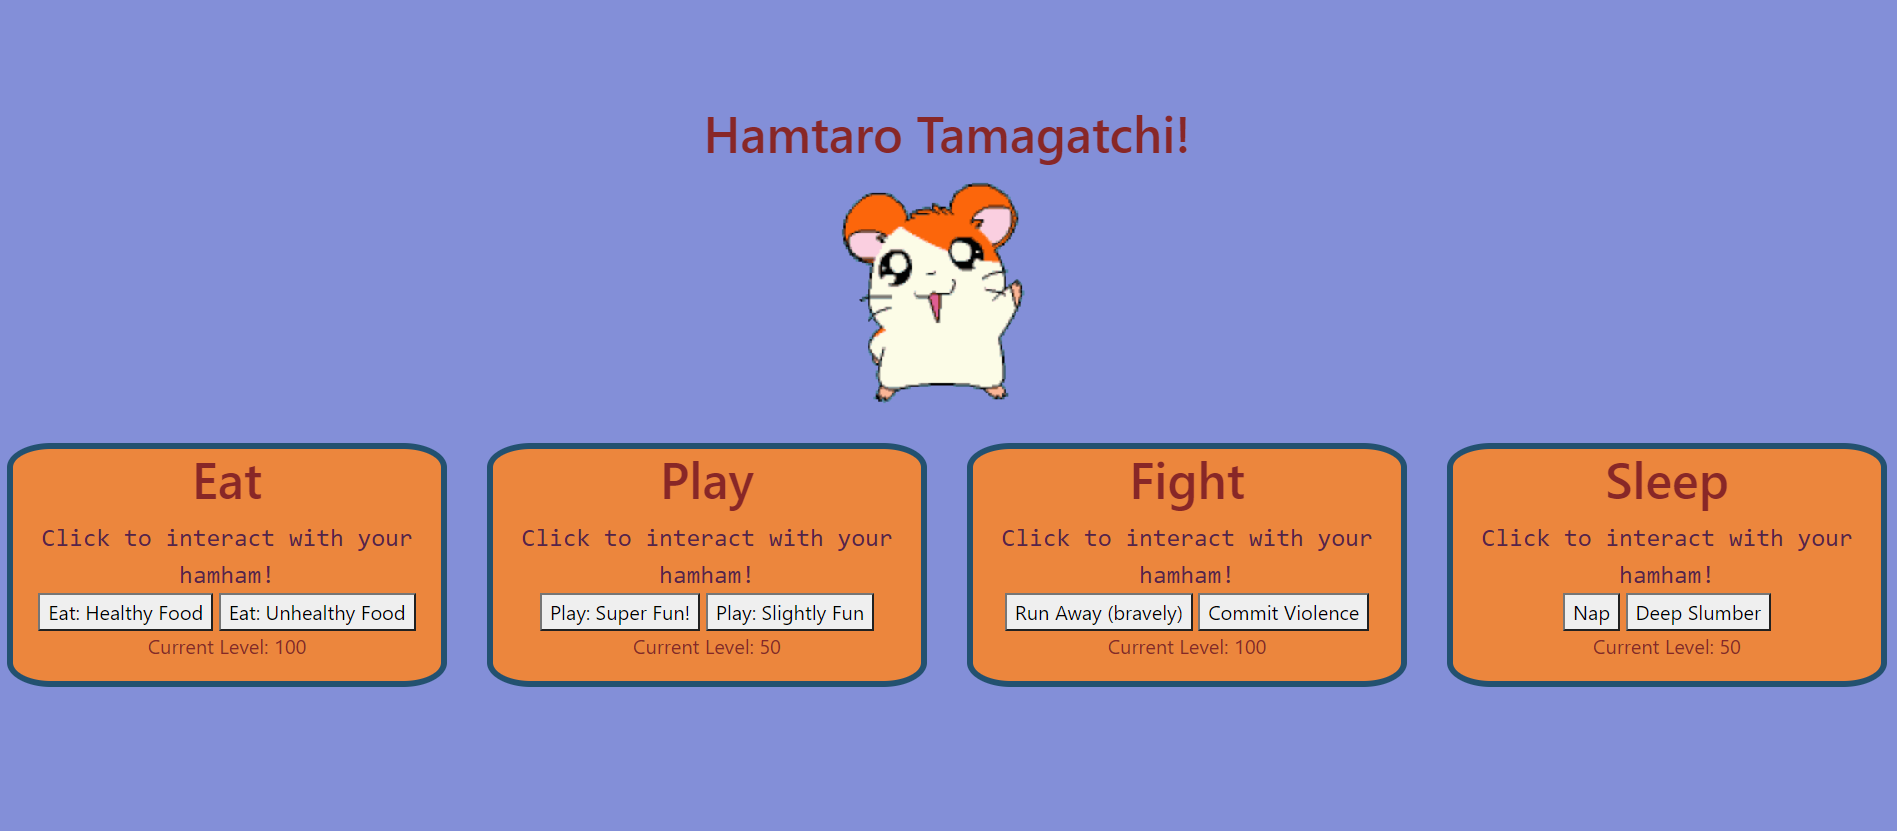 Hamtaro Tamagatchi!
Eat
Click to interact with your
hamham!
Eat: Healthy Food Eat: Unhealthy Food
Current Level: 100
Play
Click to interact with your
hamham!
Play: Super Fun! Play: Slightly Fun
Current Level: 50
Fight
Click to interact with your
hamham!
Run Away (bravely) Commit Violence
Current Level: 100
Sleep
Click to interact with your
hamham!
Nap Deep Slumber
Current Level: 50